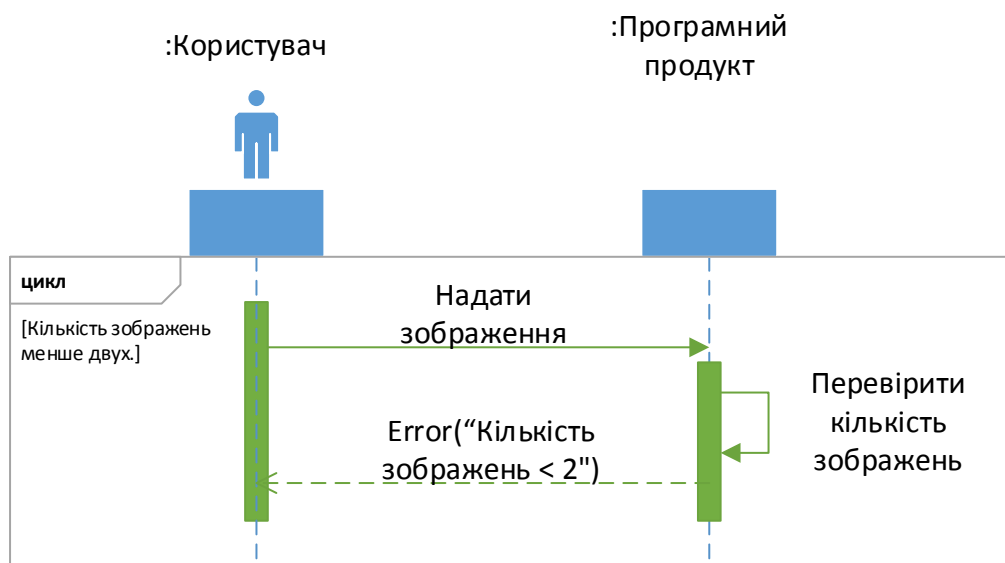 :Користувач
:Програмний
продукт
цикл
[Кількість зображень
менше двух.]
Надати
зображення
Перевірити
кількість
зображень
Error(“Кількість
зображень < 2")